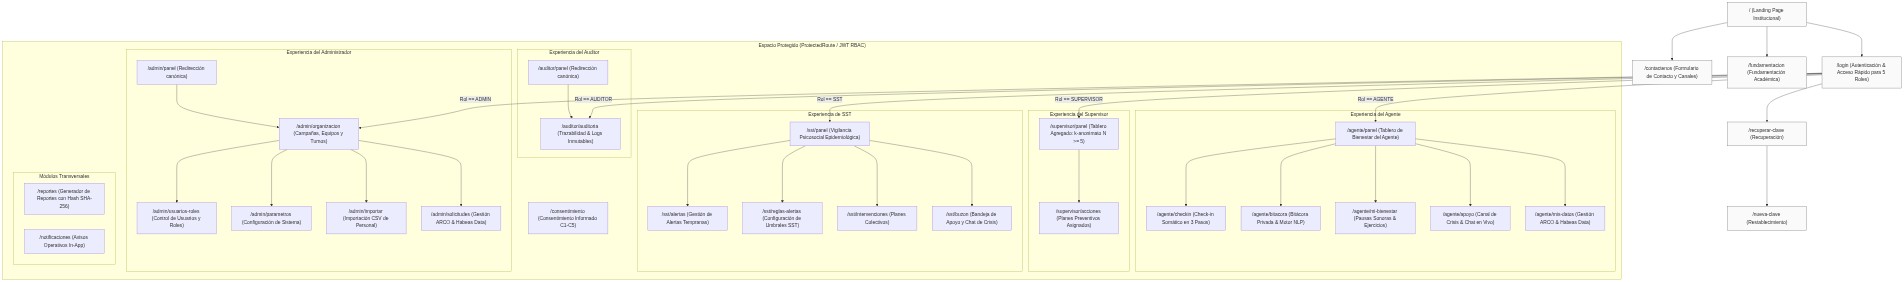 / (Landing Page
Institucional)
Espacio Protegido (ProtectedRoute / JWT RBAC)
Experiencia del Administrador
Experiencia del Auditor
/admin/panel (Redirección
canónica)
/auditor/panel (Redirección
canónica)
/contactenos (Formulario
de Contacto y Canales)
/fundamentacion
(Fundamentación
Académica)
/login (Autenticación &
Acceso Rápido para 5
Roles)
Rol == ADMIN
Rol == AUDITOR
Rol == SST
Rol == SUPERVISOR
Rol == AGENTE
Experiencia de SST
Experiencia del Supervisor
Experiencia del Agente
/admin/organizacion
(Campañas, Equipos y
Turnos)
/auditor/auditoria
(Trazabilidad & Logs
Inmutables)
/sst/panel (Vigilancia
Psicosocial Epidemiológica)
/supervisor/panel (Tablero
Agregado: k-anonimato N
>= 5)
/agente/panel (Tablero de
Bienestar del Agente)
/recuperar-clave
(Recuperación)
Módulos Transversales
/reportes (Generador de
Reportes con Hash SHA-
256)
/notificaciones (Avisos
Operativos In-App)
/admin/usuarios-roles
(Control de Usuarios y
Roles)
/admin/parametros
(Configuración de Sistema)
/admin/importar
(Importación CSV de
Personal)
/admin/solicitudes (Gestión
ARCO & Habeas Data)
/consentimiento
(Consentimiento Informado
C1-C5)
/sst/alertas (Gestión de
Alertas Tempranas)
/sst/reglas-alertas
(Configuración de
Umbrales SST)
/sst/intervenciones (Planes
Colectivos)
/sst/buzon (Bandeja de
Apoyo y Chat de Crisis)
/supervisor/acciones
(Planes Preventivos
Asignados)
/agente/checkin (Check-in
Somático en 3 Pasos)
/agente/bitacora (Bitácora
Privada & Motor NLP)
/agente/mi-bienestar
(Pausas Sonoras &
Ejercicios)
/agente/apoyo (Canal de
Crisis & Chat en Vivo)
/agente/mis-datos (Gestión
ARCO & Habeas Data)
/nueva-clave
(Restablecimiento)